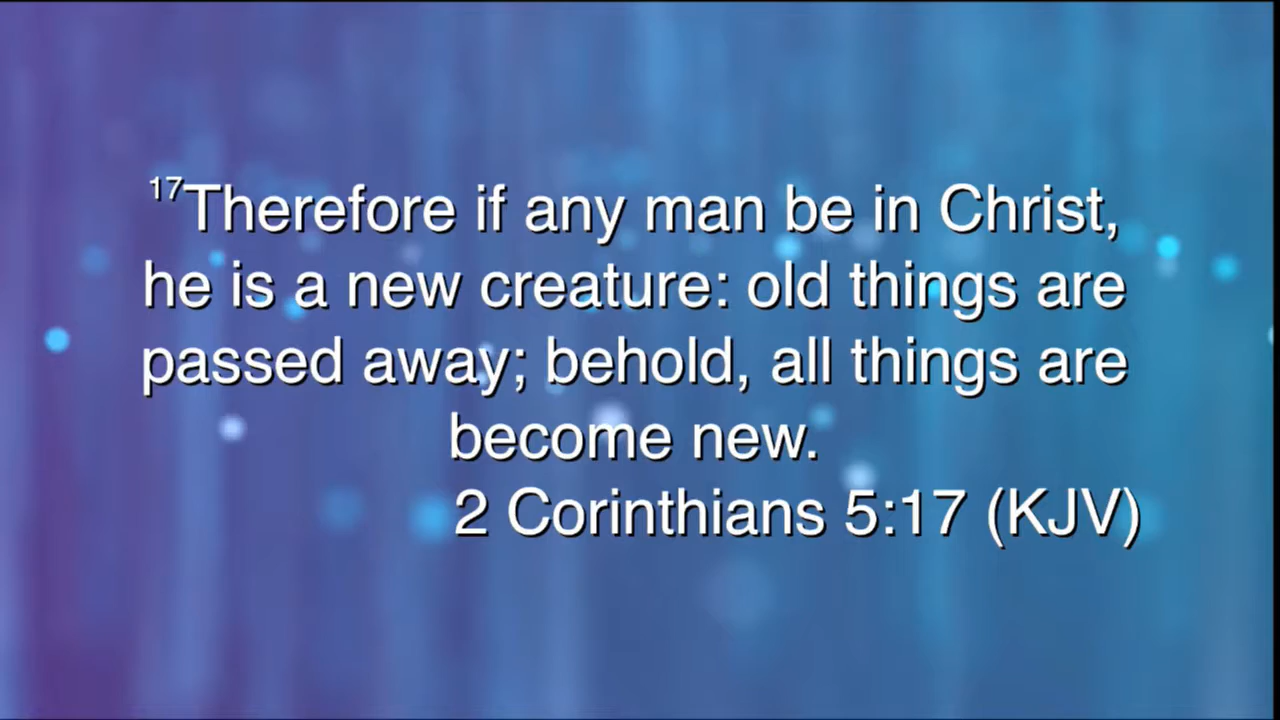 17Therefore if any man be in Christ,
he is a new creature: old things are
passed away; behold, all things are
become new.
2 Corinthians 5:17 (KJV)